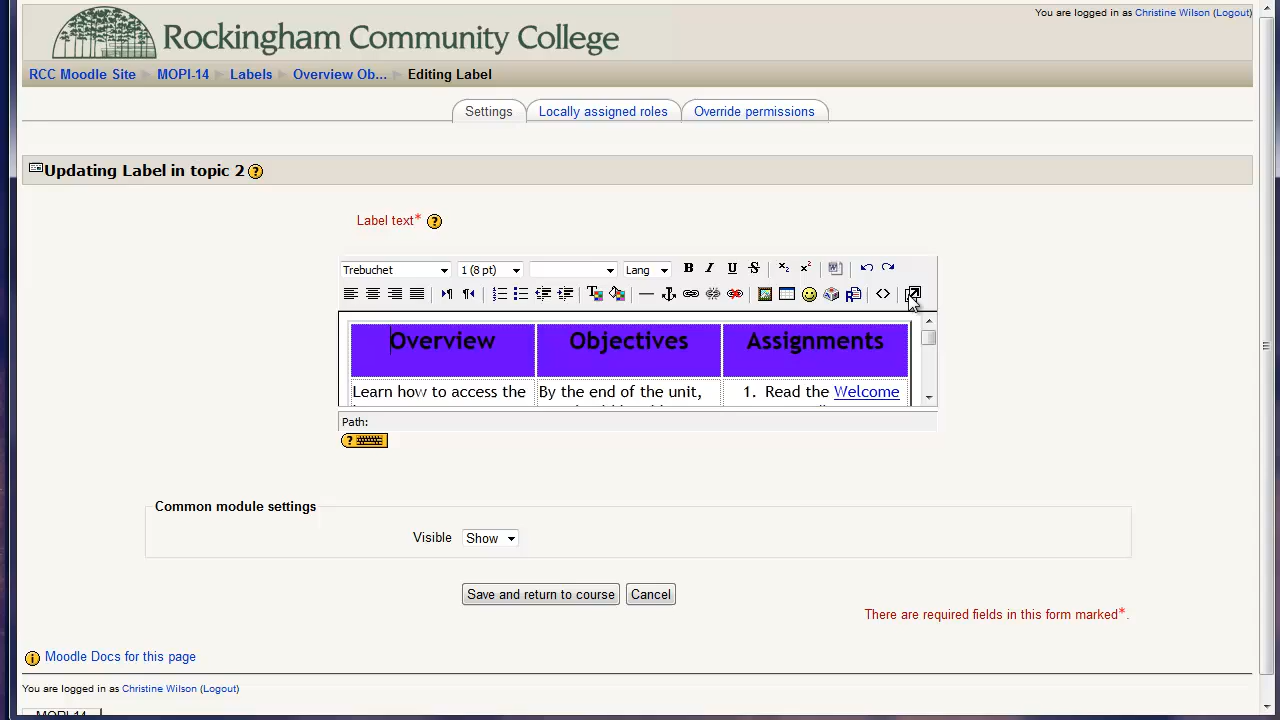 You are logged in as Christine Wilson (Logout)
Rockingham Community College
RCC Moodle Site ► MOPI-14 ► Labels ► Overview Ob... ► Editing Label
Settings Locally assigned roles Override permissions
Updating Label in topic 2 ?
Label text* ?
Trebuchet 1 (8 pt) Lang B I U S x₂ x²
Overview Objectives Assignments
Learn how to access the By the end of the unit, 1. Read the Welcome
Path:
?
Common module settings
Visible Show
Save and return to course Cancel
There are required fields in this form marked*.
Moodle Docs for this page
You are logged in as Christine Wilson (Logout)
MOPI-14